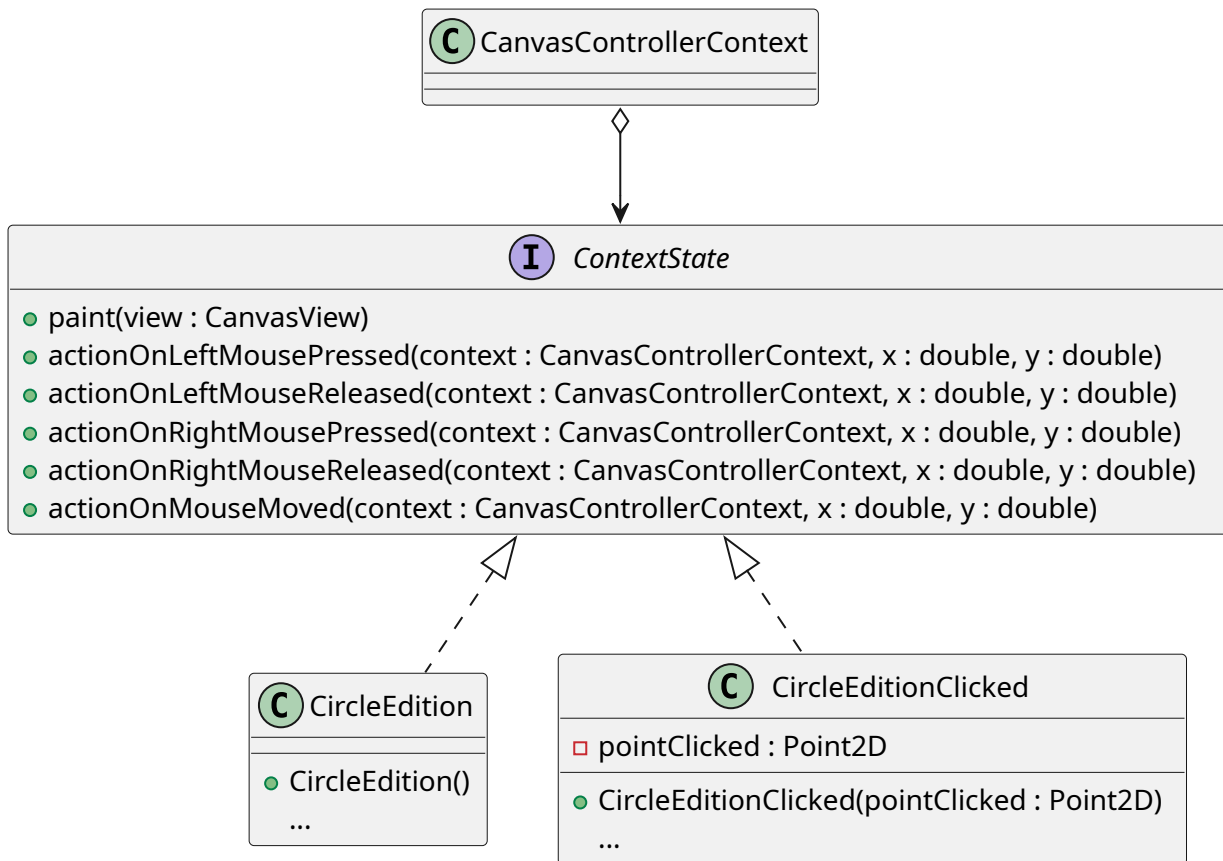 C CanvasControllerContext
I ContextState
paint(view : CanvasView)
actionOnLeftMousePressed(context : CanvasControllerContext, x : double, y : double)
actionOnLeftMouseReleased(context : CanvasControllerContext, x : double, y : double)
actionOnRightMousePressed(context : CanvasControllerContext, x : double, y : double)
actionOnRightMouseReleased(context : CanvasControllerContext, x : double, y : double)
actionOnMouseMoved(context : CanvasControllerContext, x : double, y : double)
C CircleEdition
CircleEdition()
...
C CircleEditionClicked
pointClicked : Point2D
CircleEditionClicked(pointClicked : Point2D)
...